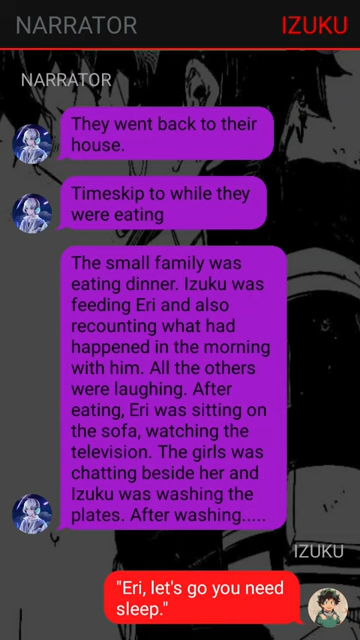 NARRATOR IZUKU
NARRATOR
They went back to their
house.
Timeskip to while they
were eating
The small family was
eating dinner. Izuku was
feeding Eri and also
recounting what had
happened in the morning
with him. All the others
were laughing. After
eating, Eri was sitting on
the sofa, watching the
television. The girls was
chatting beside her and
Izuku was washing the
plates. After washing.....
IZUKU
"Eri, let's go you need
sleep."